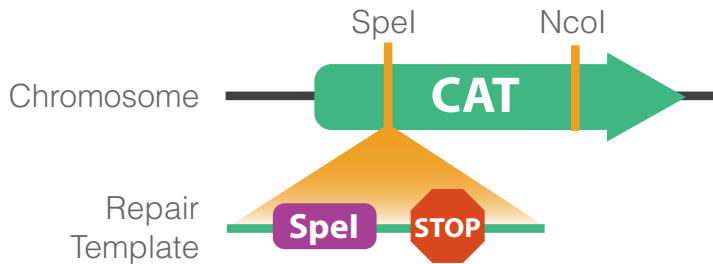 SpeI NcoI
Chromosome CAT
SpeI STOP
Repair
Template